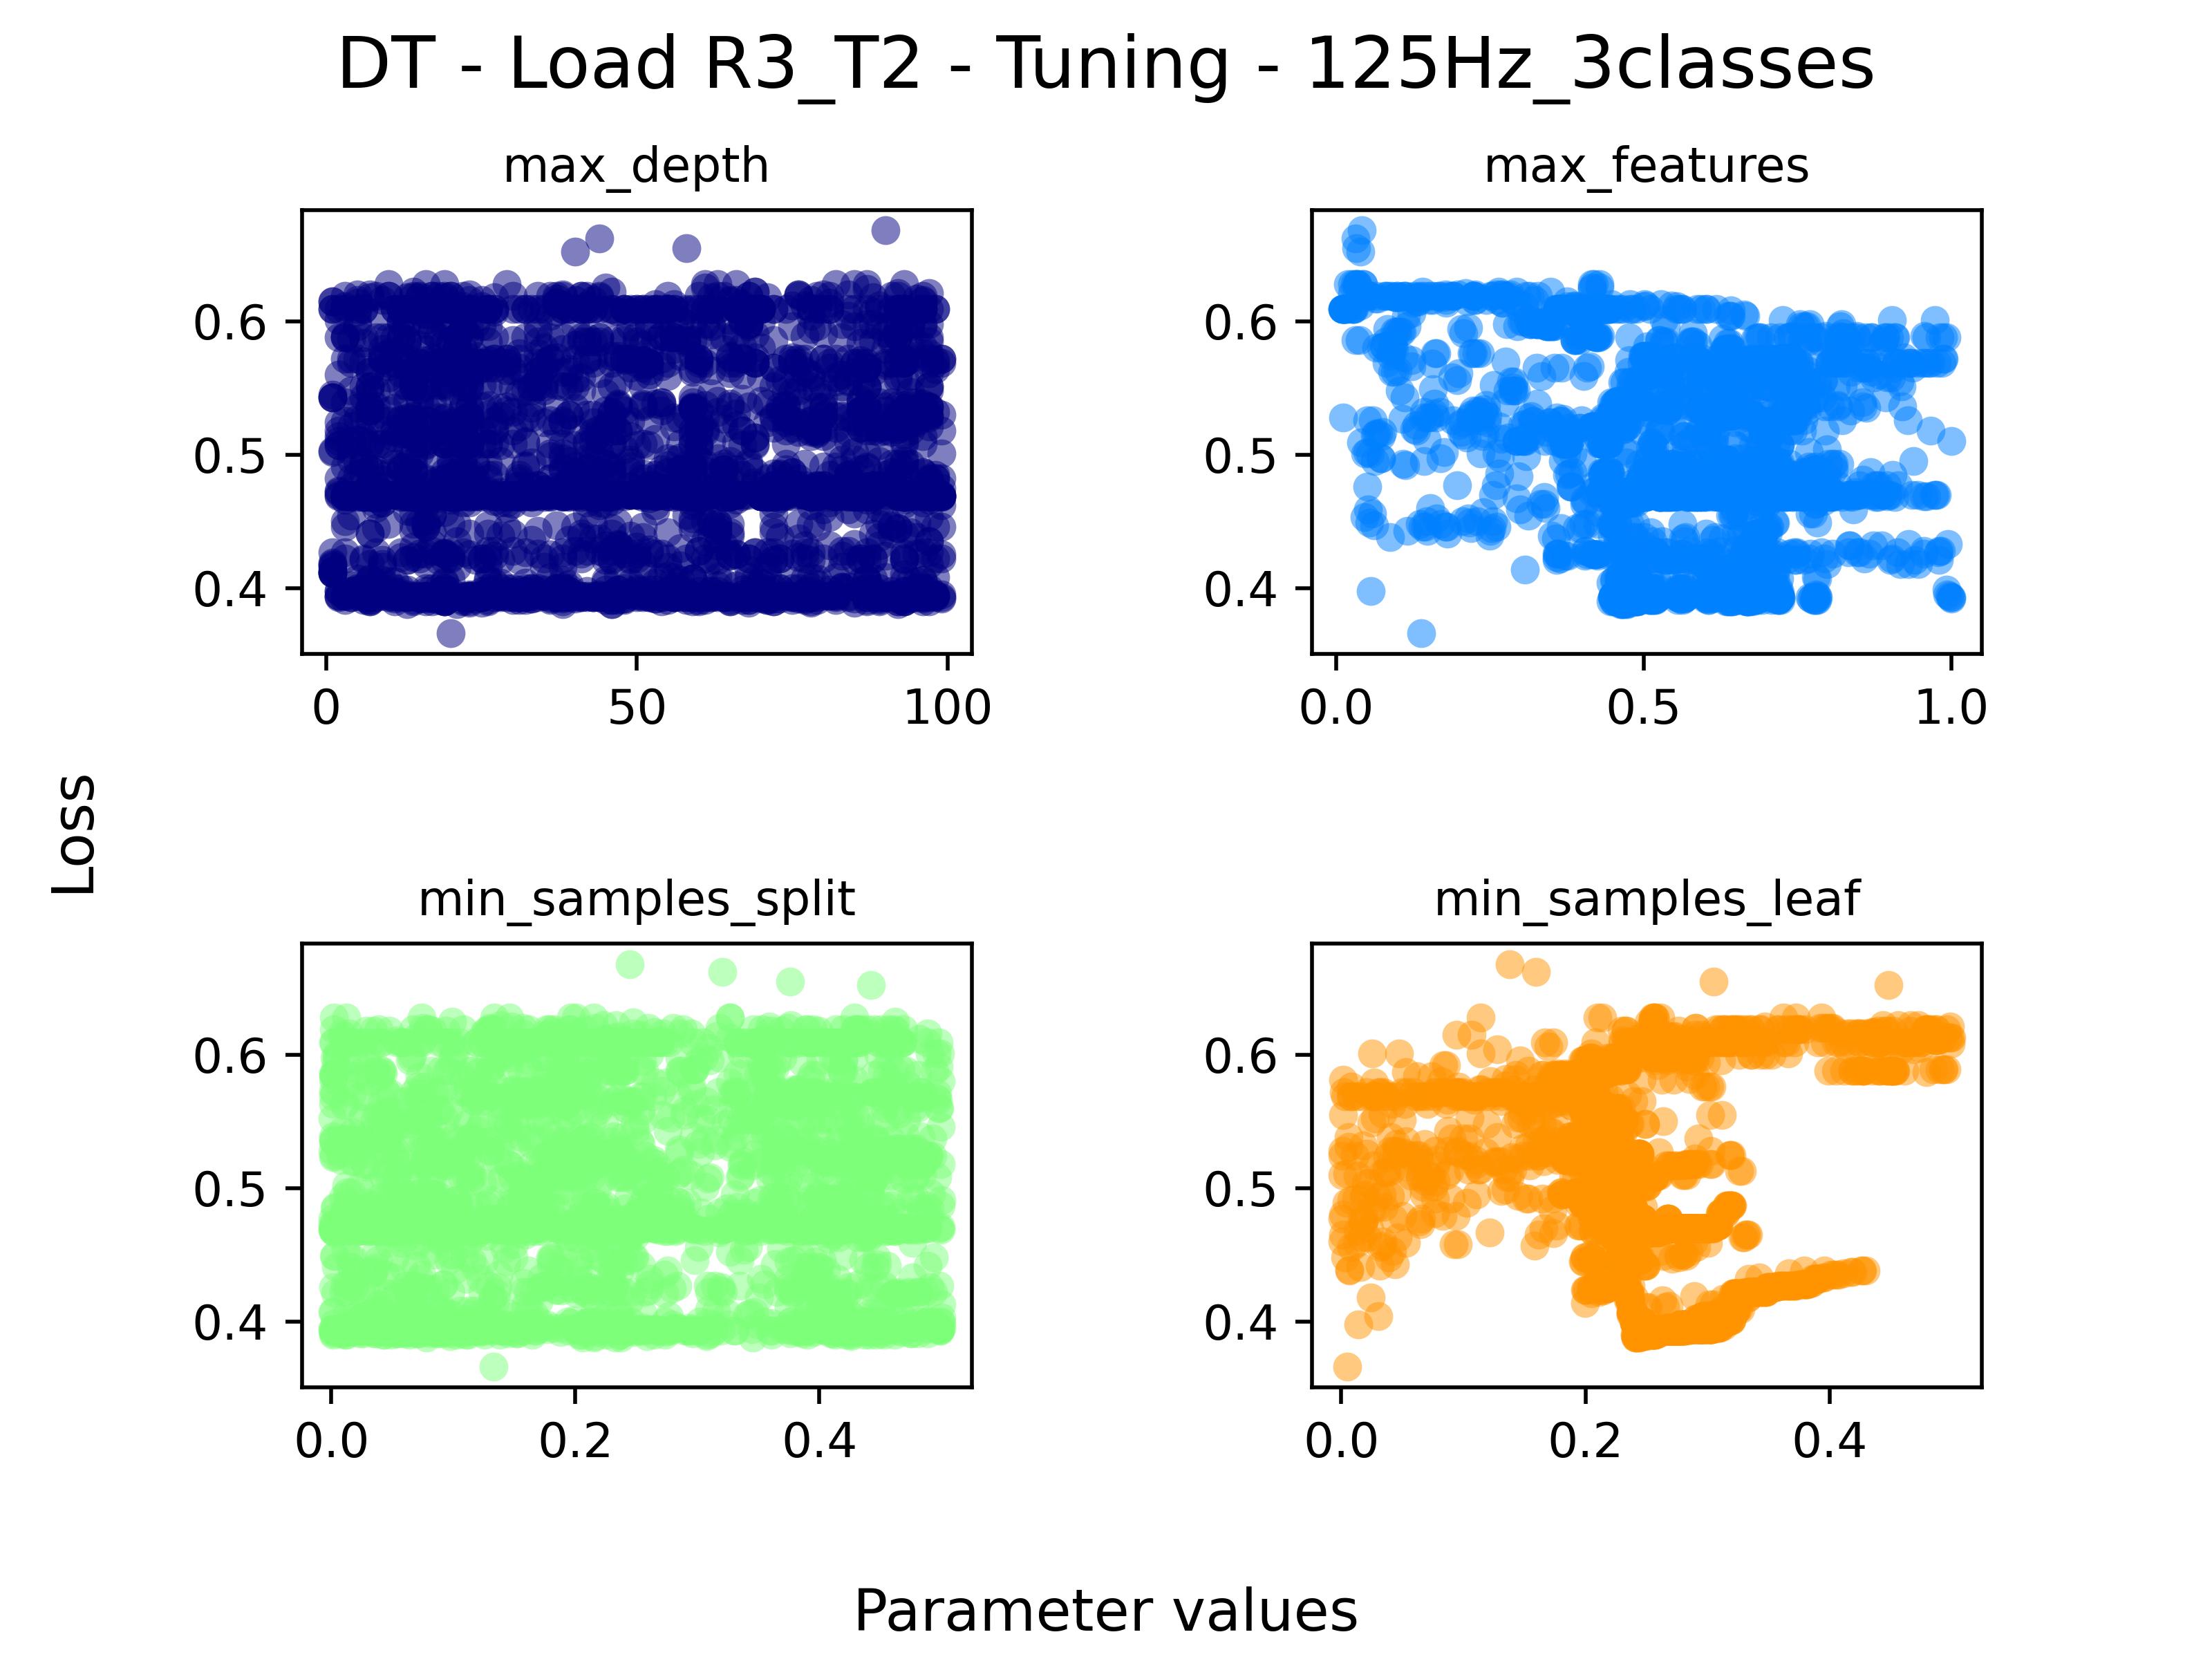 DT - Load R3_T2 - Tuning - 125Hz_3classes
max_depth
0.6
0.5
0.4
0 50 100
max_features
0.6
0.5
0.4
0.0 0.5 1.0
Loss
min_samples_split
0.6
0.5
0.4
0.0 0.2 0.4
min_samples_leaf
0.6
0.5
0.4
0.0 0.2 0.4
Parameter values